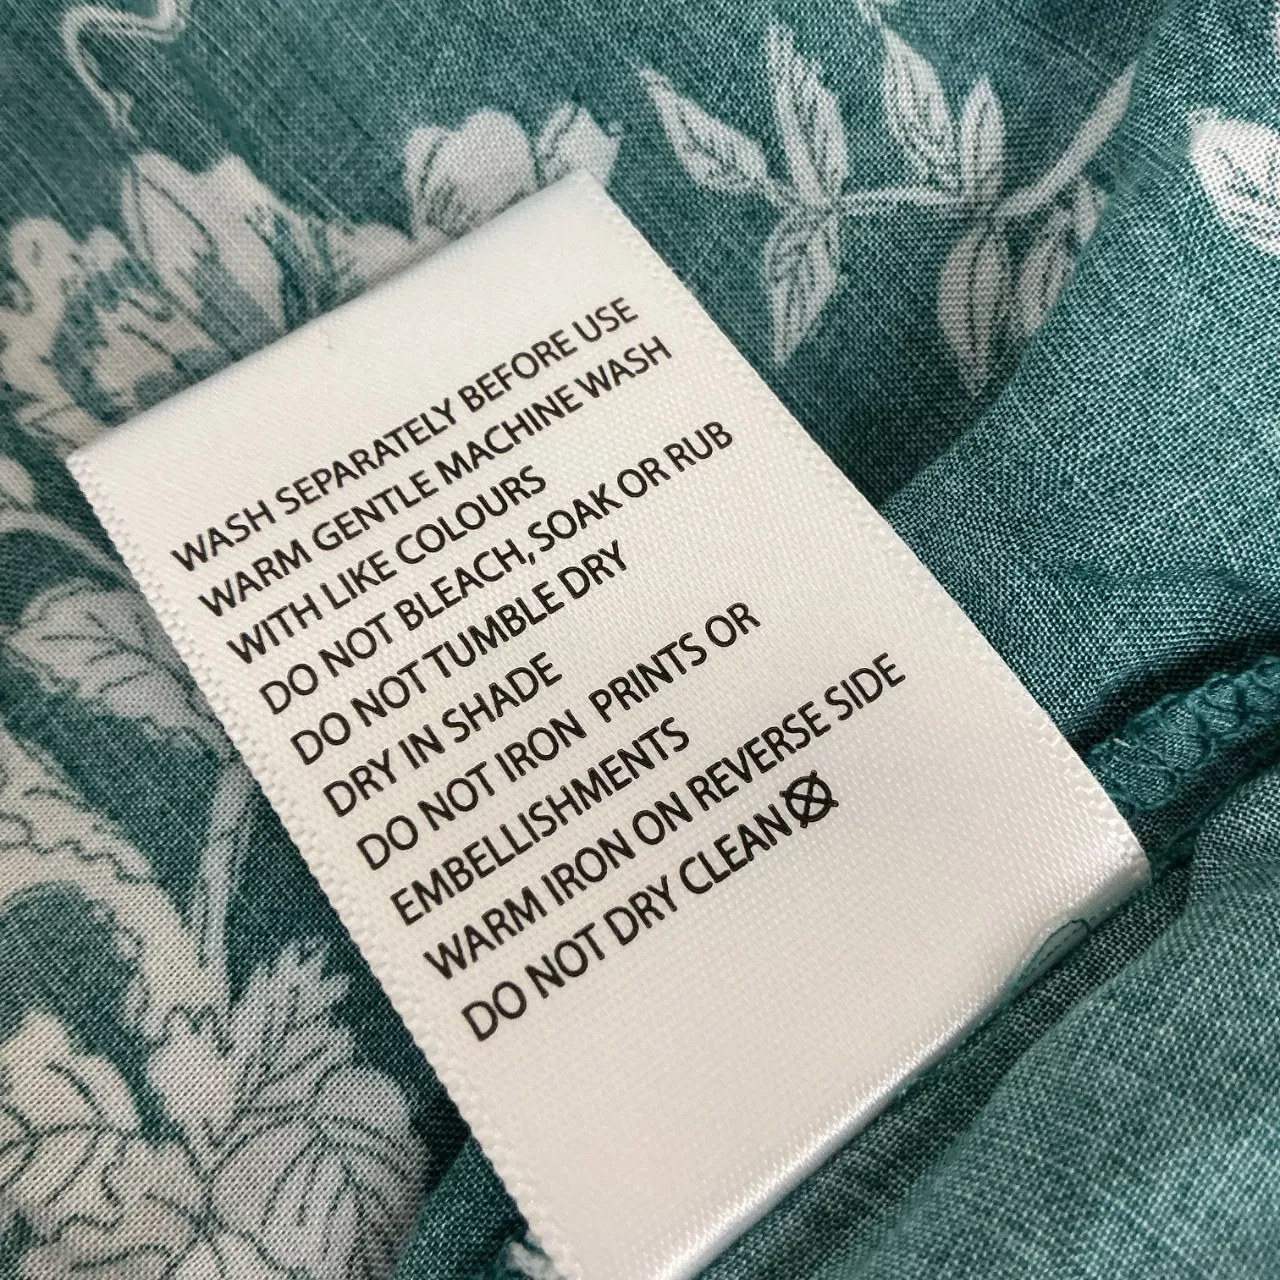 WASH SEPARATELY BEFORE USE
WARM GENTLE MACHINE WASH
WITH LIKE COLOURS
DO NOT BLEACH, SOAK OR RUB
DO NOT TUMBLE DRY
DRY IN SHADE
DO NOT IRON PRINTS OR
EMBELLISHMENTS
WARM IRON ON REVERSE SIDE
DO NOT DRY CLEAN